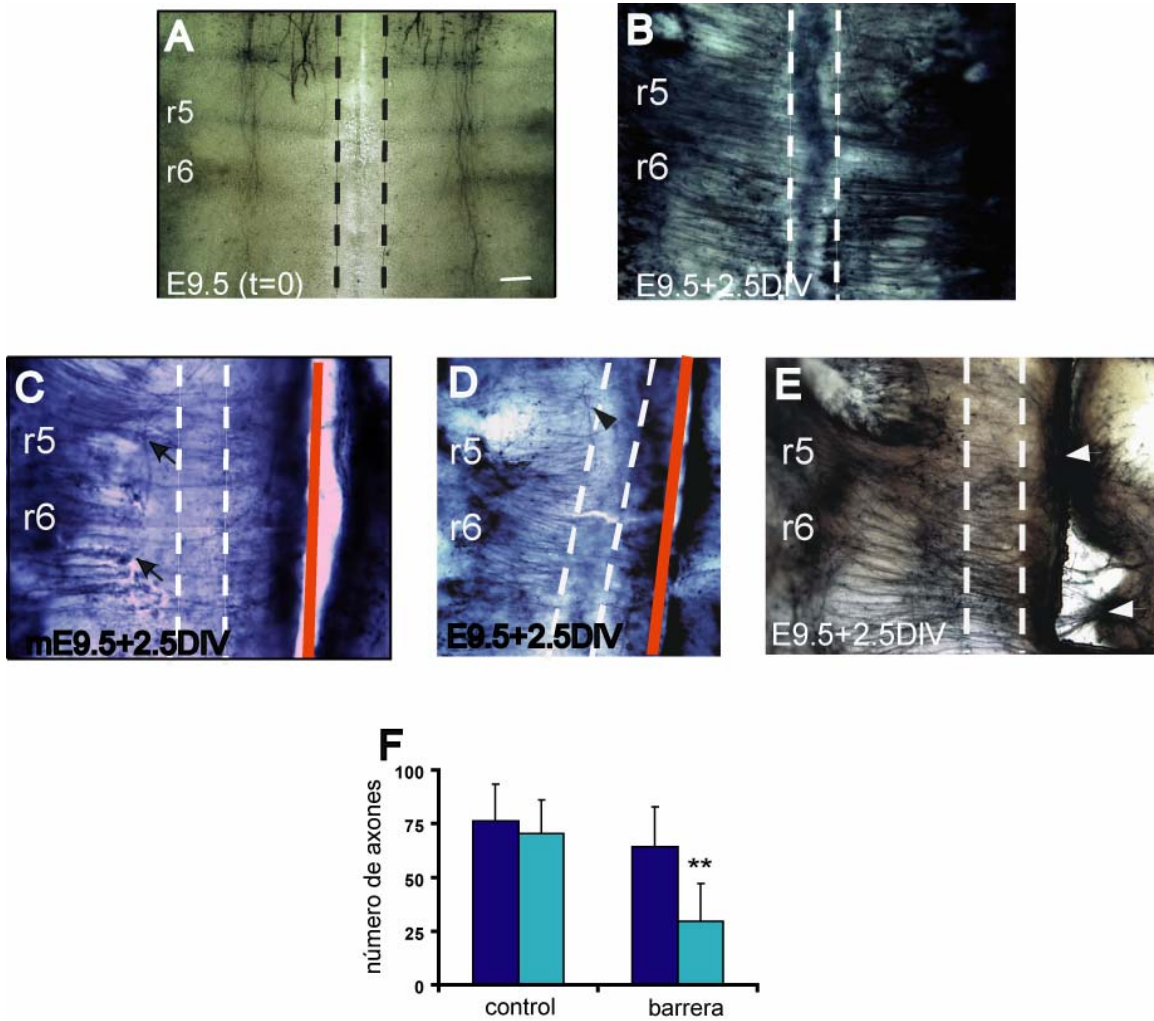 A
r5
r6
E9.5 (t=0)
B
r5
r6
E9.5+2.5DIV
C
r5
r6
mE9.5+2.5DIV
D
r5
r6
E9.5+2.5DIV
E
r5
r6
E9.5+2.5DIV
F
número de axones
100
75
50
25
0
**
control
barrera